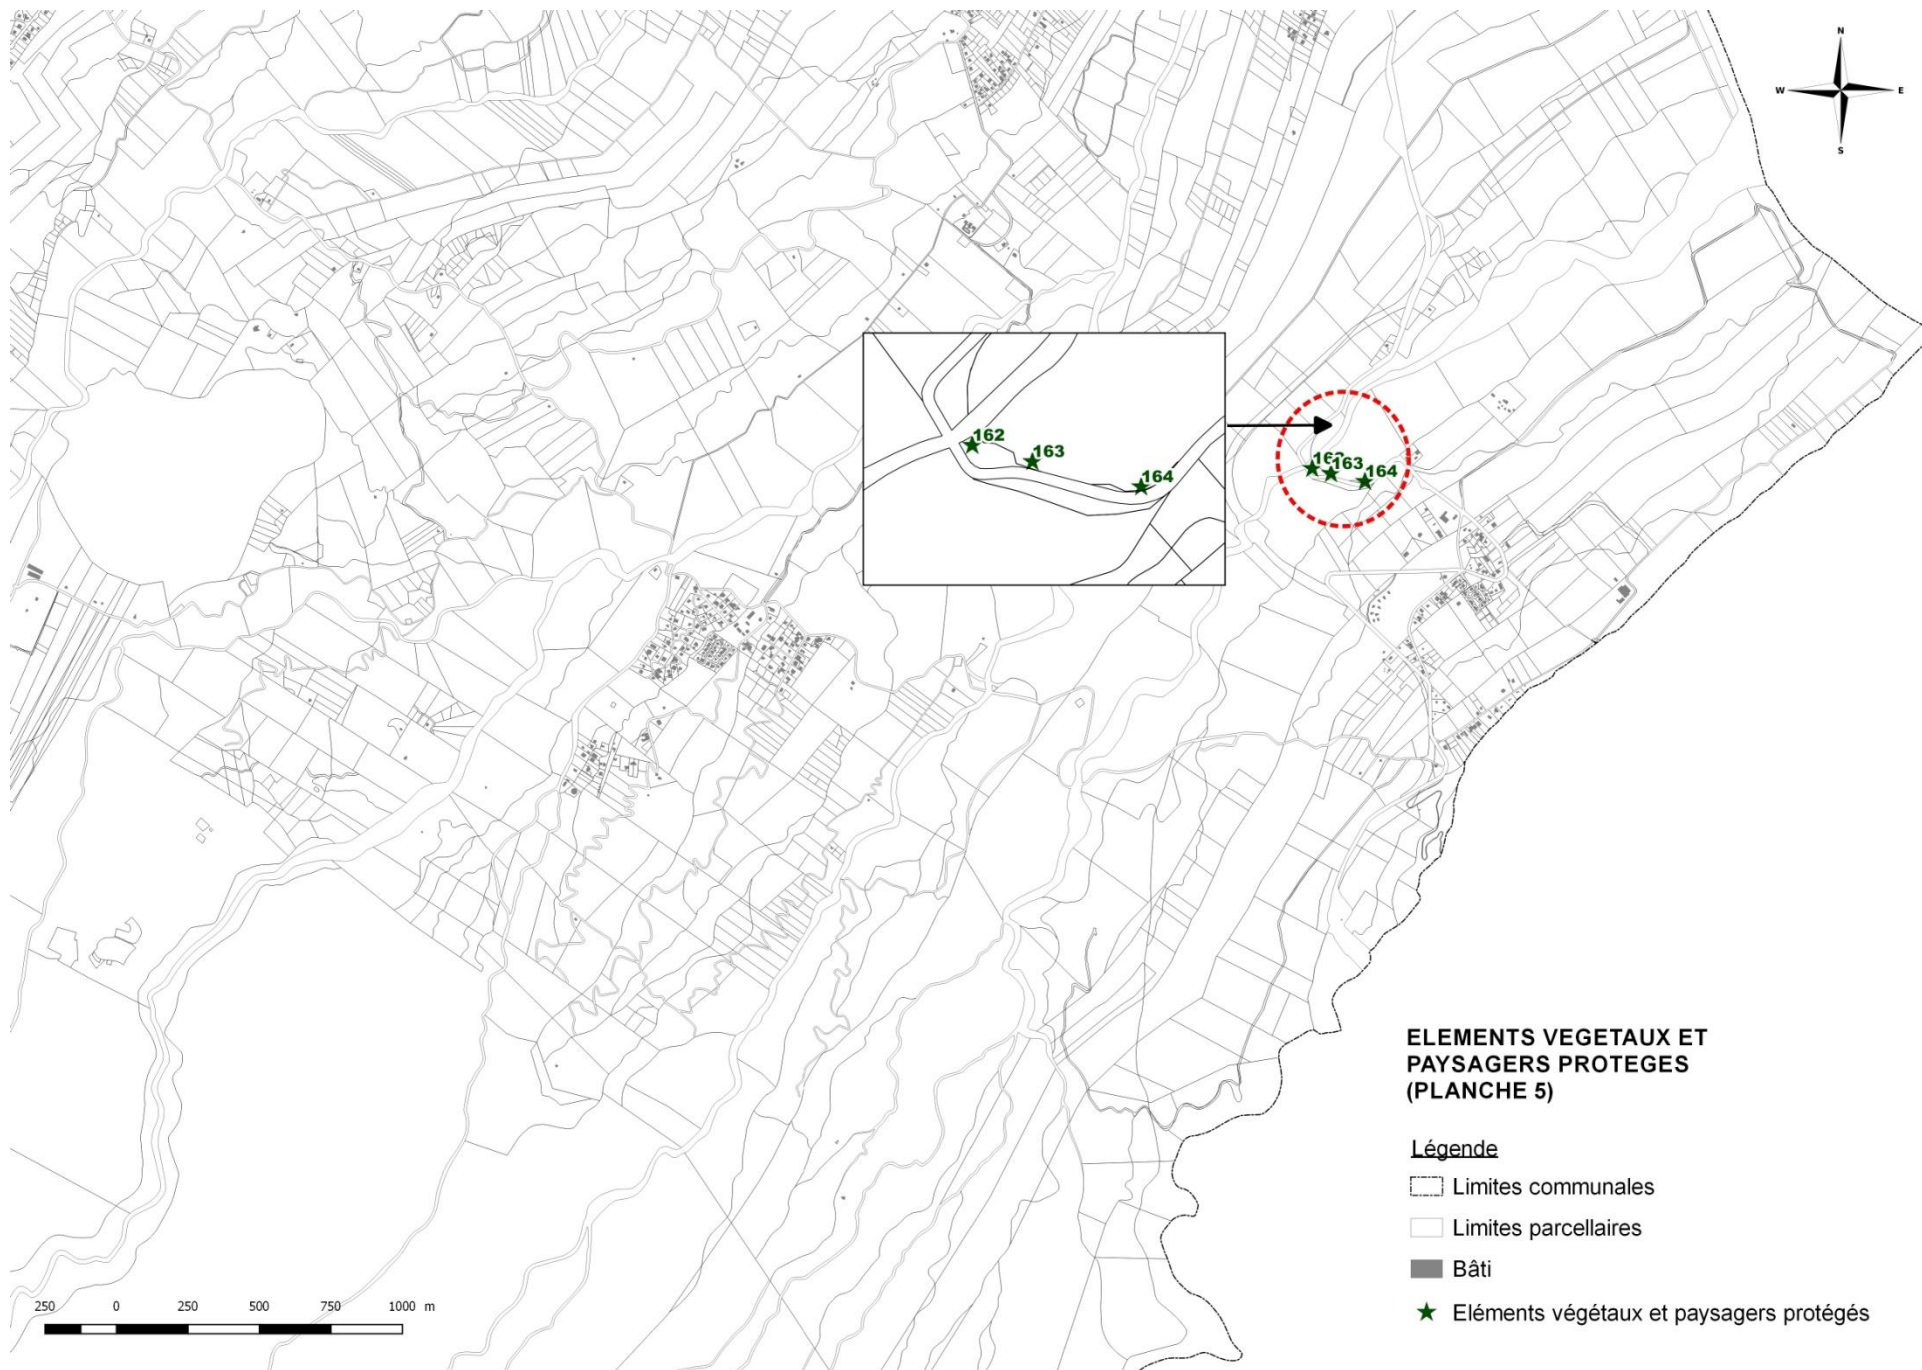 N
W E
S
162
163
164
162
163
164
ELEMENTS VEGETAUX ET
PAYSAGERS PROTEGES
(PLANCHE 5)
Légende
Limites communales
Limites parcellaires
Bâti
Eléments végétaux et paysagers protégés
250 0 250 500 750 1000 m